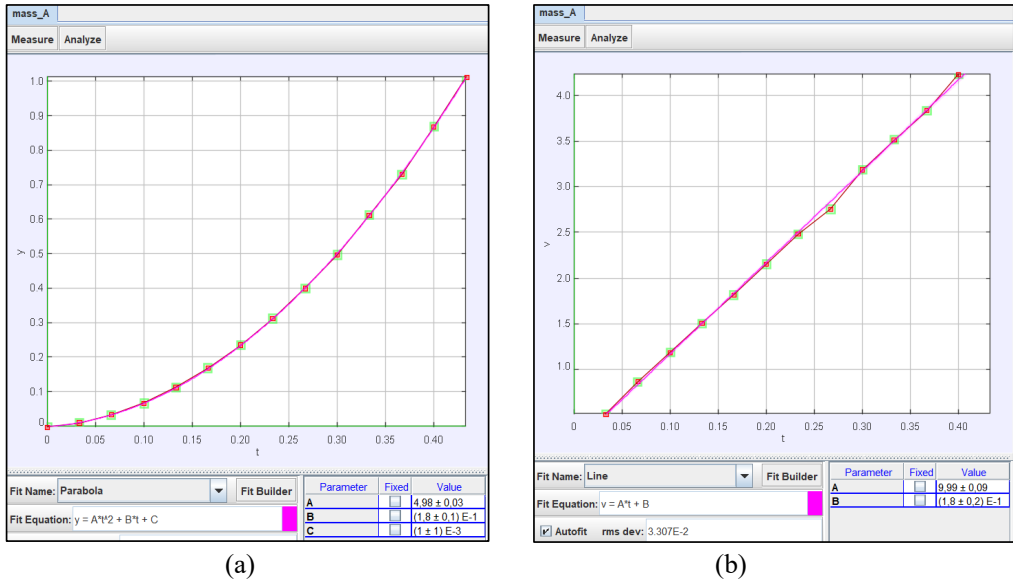 mass_A
Measure Analyze
1.0
0.9
0.8
0.7
0.6
0.5
0.4
0.3
0.2
0.1
0
y
0 0.05 0.10 0.15 0.20 0.25 0.30 0.35 0.40
t
Fit Name: Parabola Fit Builder
Fit Equation: y = A*t^2 + B*t + C
Parameter Fixed Value
A 4,98 ± 0,03
B (1,8 ± 0,1) E-1
C (1 ± 1) E-3
(a)
mass_A
Measure Analyze
4.0
3.5
3.0
2.5
2.0
1.5
1.0
v
0 0.05 0.10 0.15 0.20 0.25 0.30 0.35 0.40
t
Fit Name: Line Fit Builder
Fit Equation: v = A*t + B
Autofit rms dev: 3.307E-2
Parameter Fixed Value
A 9,99 ± 0,09
B (1,8 ± 0,2) E-1
(b)